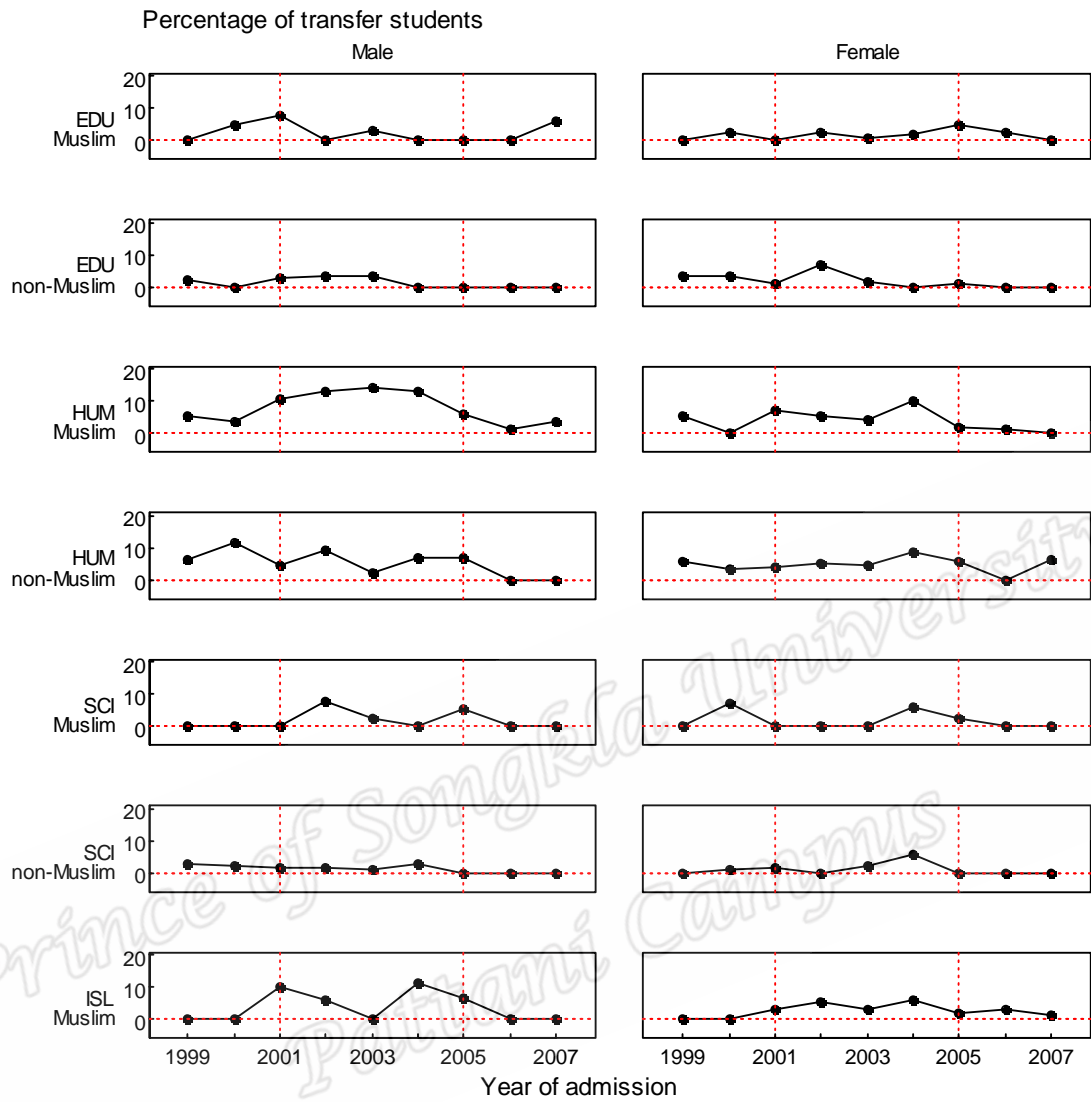 Percentage of transfer students
Male Female
20
10
0
EDU
Muslim
20
10
0
EDU
non-Muslim
20
10
0
HUM
Muslim
20
10
0
HUM
non-Muslim
20
10
0
SCI
Muslim
20
10
0
SCI
non-Muslim
20
10
0
ISL
Muslim
1999 2001 2003 2005 2007 1999 2001 2003 2005 2007
Year of admission
Prince of Songkla University
Pattani Campus